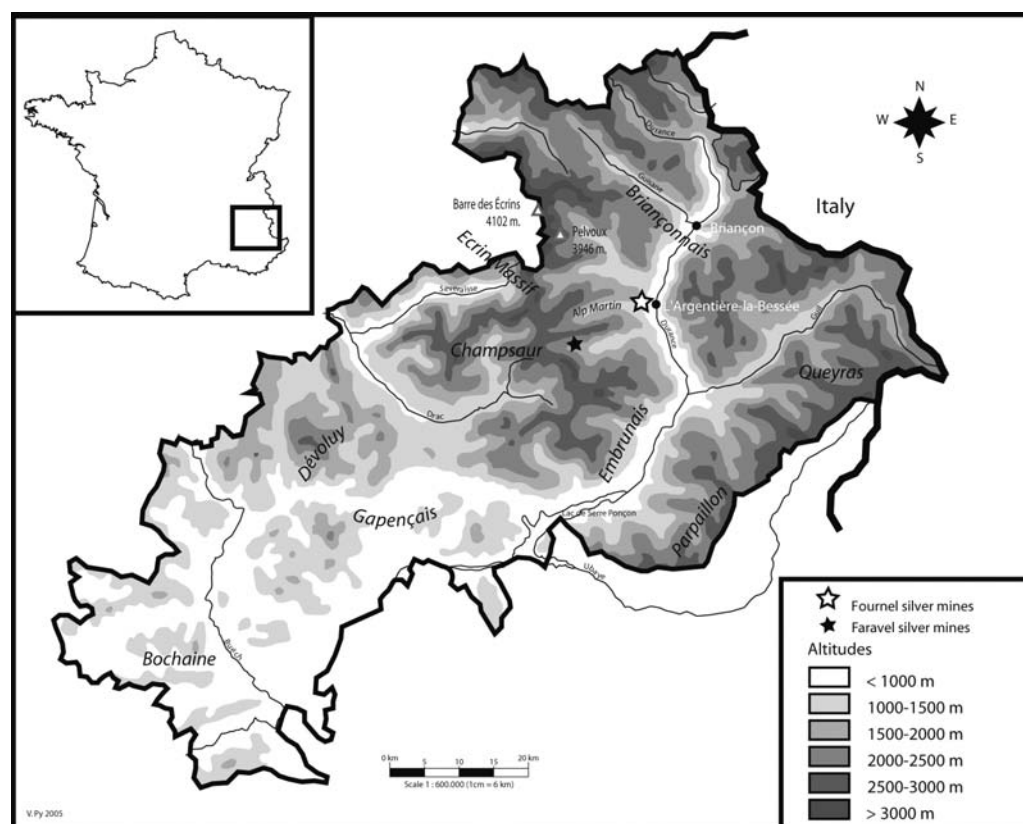 N
W E
S
Italy
Durance
Guisane
Briançonnais
Briançon
Barre des Écrins
4102 m.
Pelvoux
3946 m.
Ecrin Massif
Severaisse
Alp Martin
L'Argentière-la-Bessée
Durance
Guil
Champsaur
Queyras
Drac
Embrunais
Dévoluy
Gapençais
Lac de Serre Ponçon
Parpaillon
Ubaye
Buëch
Bochaine
Fournel silver mines
Faravel silver mines
Altitudes
< 1000 m
1000-1500 m
1500-2000 m
2000-2500 m
2500-3000 m
> 3000 m
0 km 5 10 15 20 km
Scale 1 : 600.000 (1cm = 6 km)
V. Py 2005